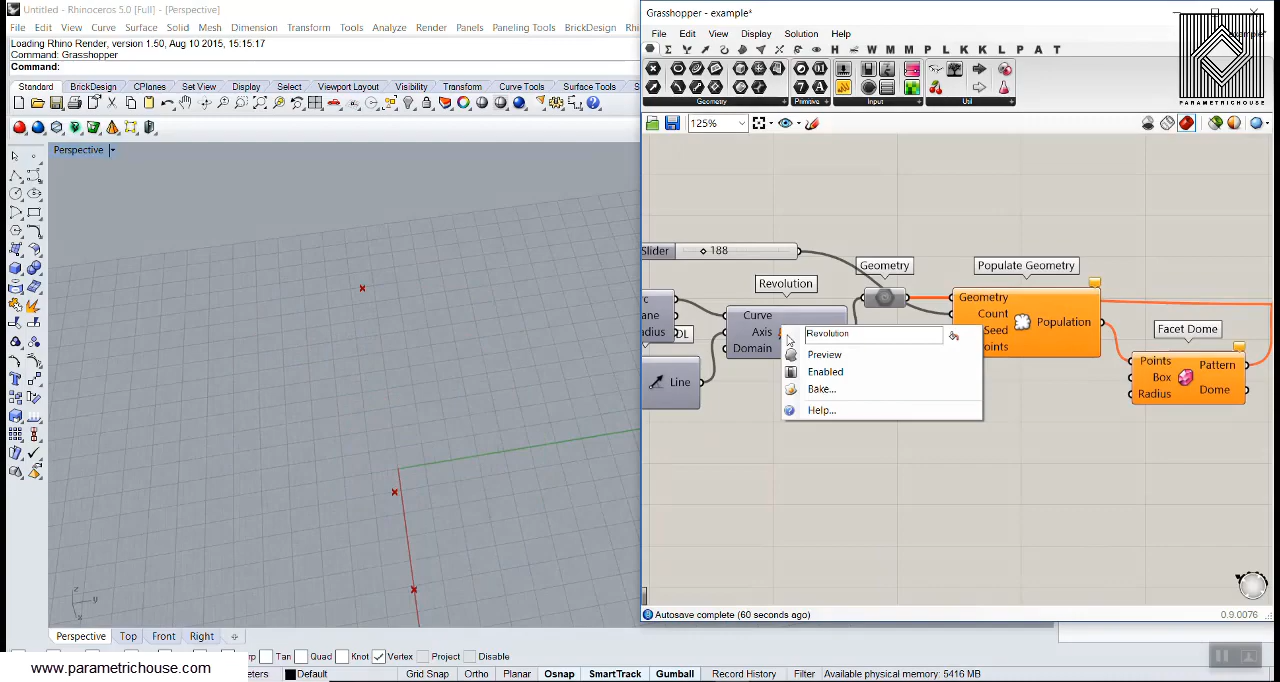 Untitled - Rhinoceros 5.0 [Full] - [Perspective]
File Edit View Curve Surface Solid Mesh Dimension Transform Tools Analyze Render Panels Paneling Tools BrickDesign
Loading Rhino Render, version 1.50, Aug 10 2015, 15:15:17
Command: Grasshopper
Command:
Standard BrickDesign CPlanes Set View Display Select Viewport Layout Visibility Transform Curve Tools Surface Tools
Perspective
Grasshopper - example*
File Edit View Display Solution Help
H W M M P L K K L P A T
Geometry Primitive Input Util
PARAMETRICHOUSE
125%
Slider 188
Geometry
Populate Geometry
Revolution
Curve
Axis
Domain
Line
Geometry
Count
Seed
Population
Facet Dome
Points
Box
Radius
Pattern
Dome
Revolution
Preview
Enabled
Bake...
Help...
z
y
x
Autosave complete (60 seconds ago)
0.9.0076
Perspective Top Front Right
Tan Quad Knot Vertex Project Disable
www.parametrichouse.com
Default
Grid Snap Ortho Planar Osnap SmartTrack Gumball Record History Filter Available physical memory: 5416 MB